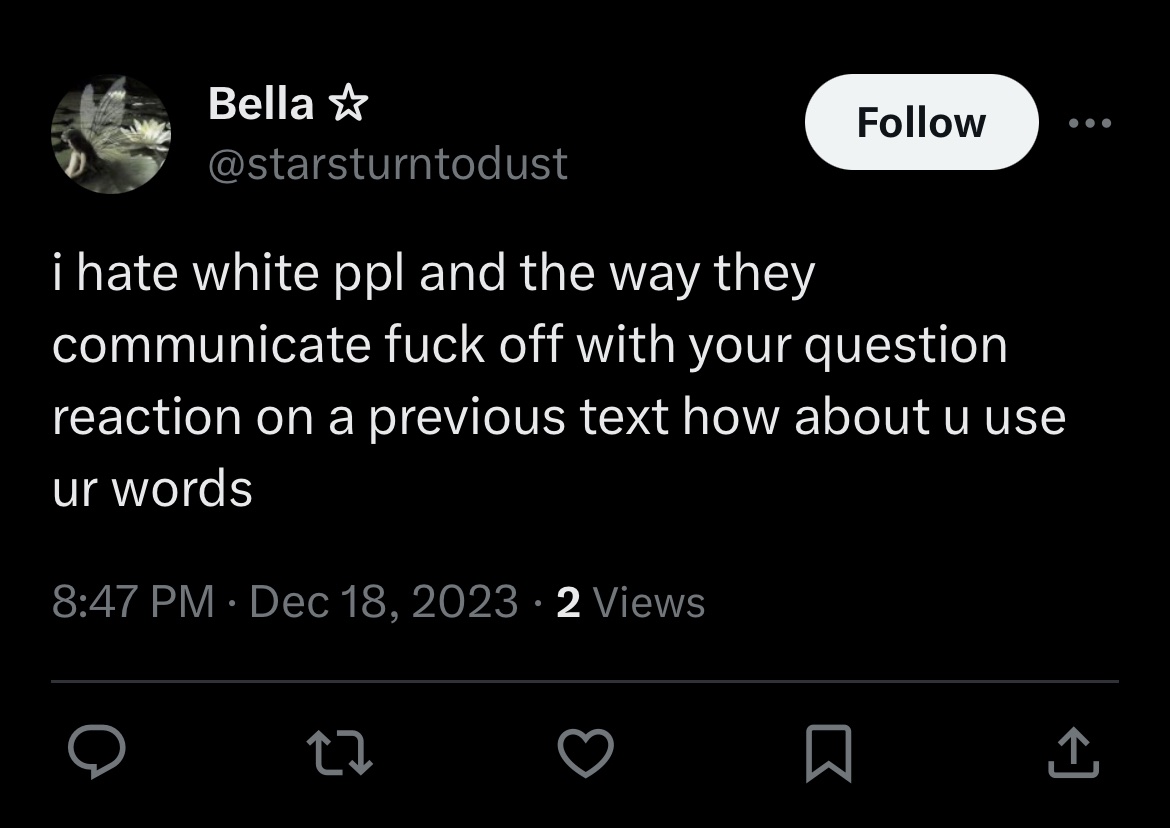 Bella ☆
@starsturntodust
Follow
i hate white ppl and the way they
communicate fuck off with your question
reaction on a previous text how about u use
ur words
8:47 PM · Dec 18, 2023 · 2 Views